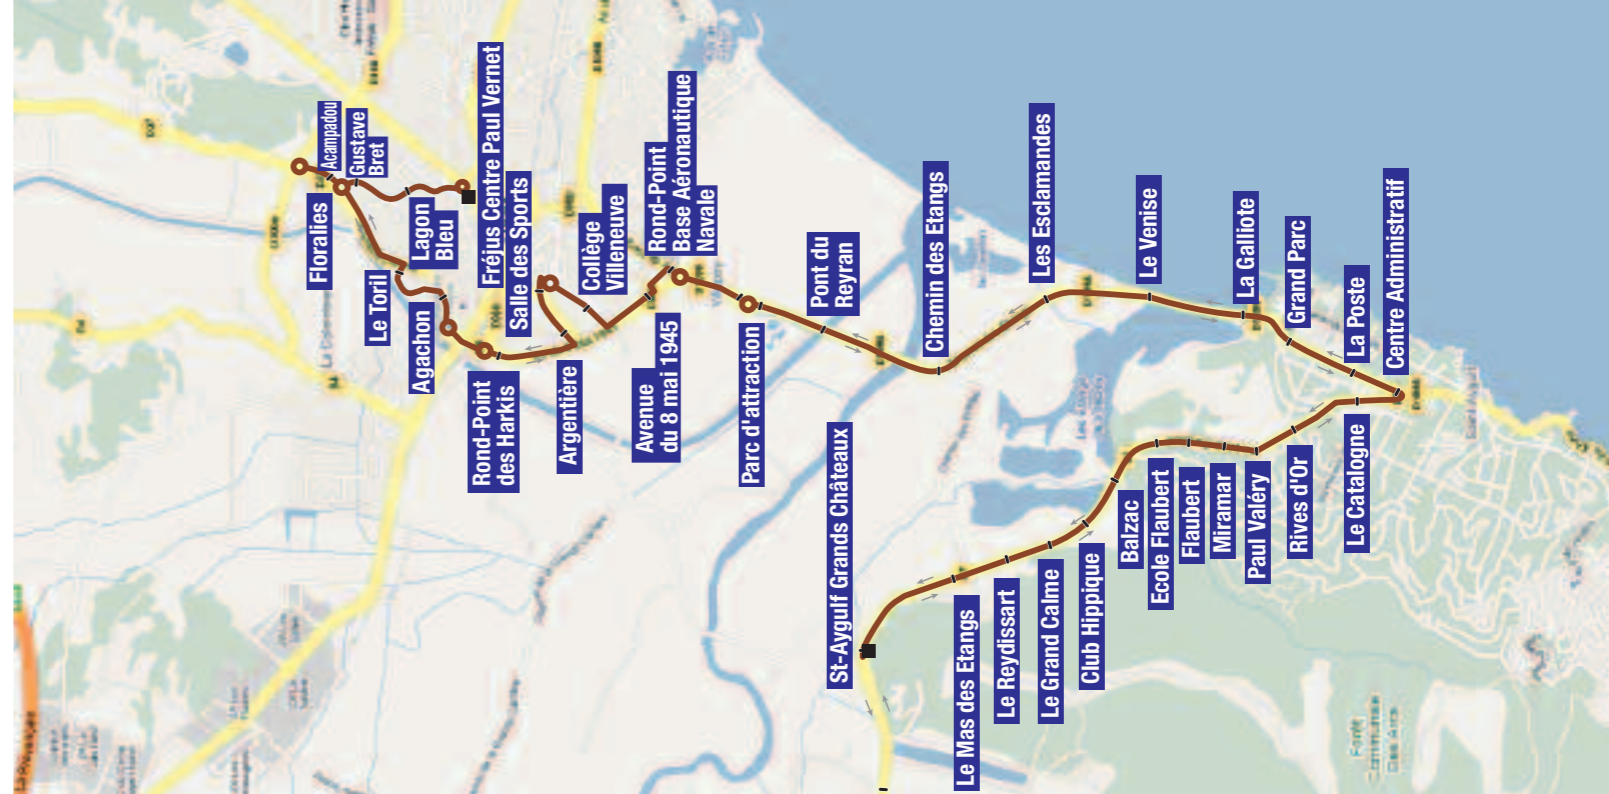 Acampadou
Gustave
Bret
Floralies
Lagon
Bleu
Fréjus Centre Paul Vernet
Salle des Sports
Le Toril
Agachon
Collège
Villeneuve
Rond-Point
Base Aéronautique
Navale
Rond-Point
des Harkis
Argentière
Avenue
du 8 mai 1945
Parc d'attraction
Pont du
Reyran
Chemin des Etangs
Les Esclamandes
Le Venise
La Galliote
Grand Parc
La Poste
Centre Administratif
St-Aygulf Grands Châteaux
Le Mas des Etangs
Le Reydissart
Le Grand Calme
Club Hippique
Balzac
Ecole Flaubert
Flaubert
Miramar
Paul Valéry
Rives d'Or
Le Catalogne